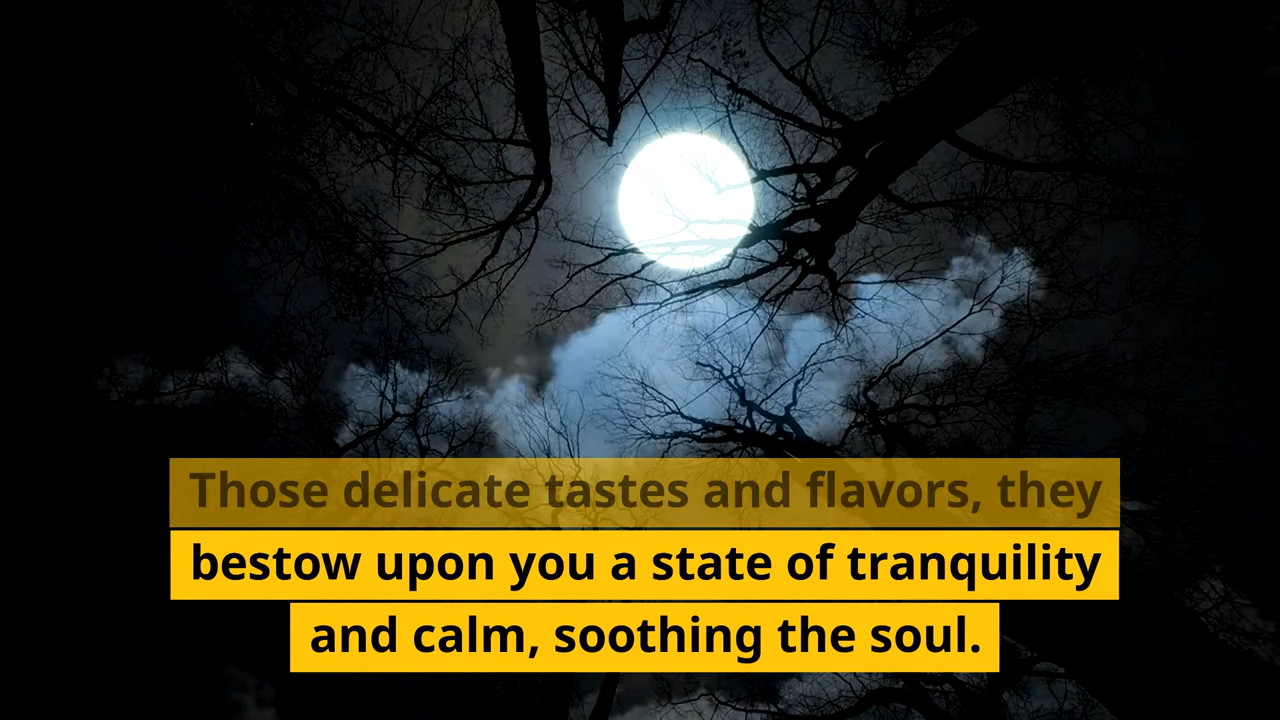 Those delicate tastes and flavors, they
bestow upon you a state of tranquility
and calm, soothing the soul.